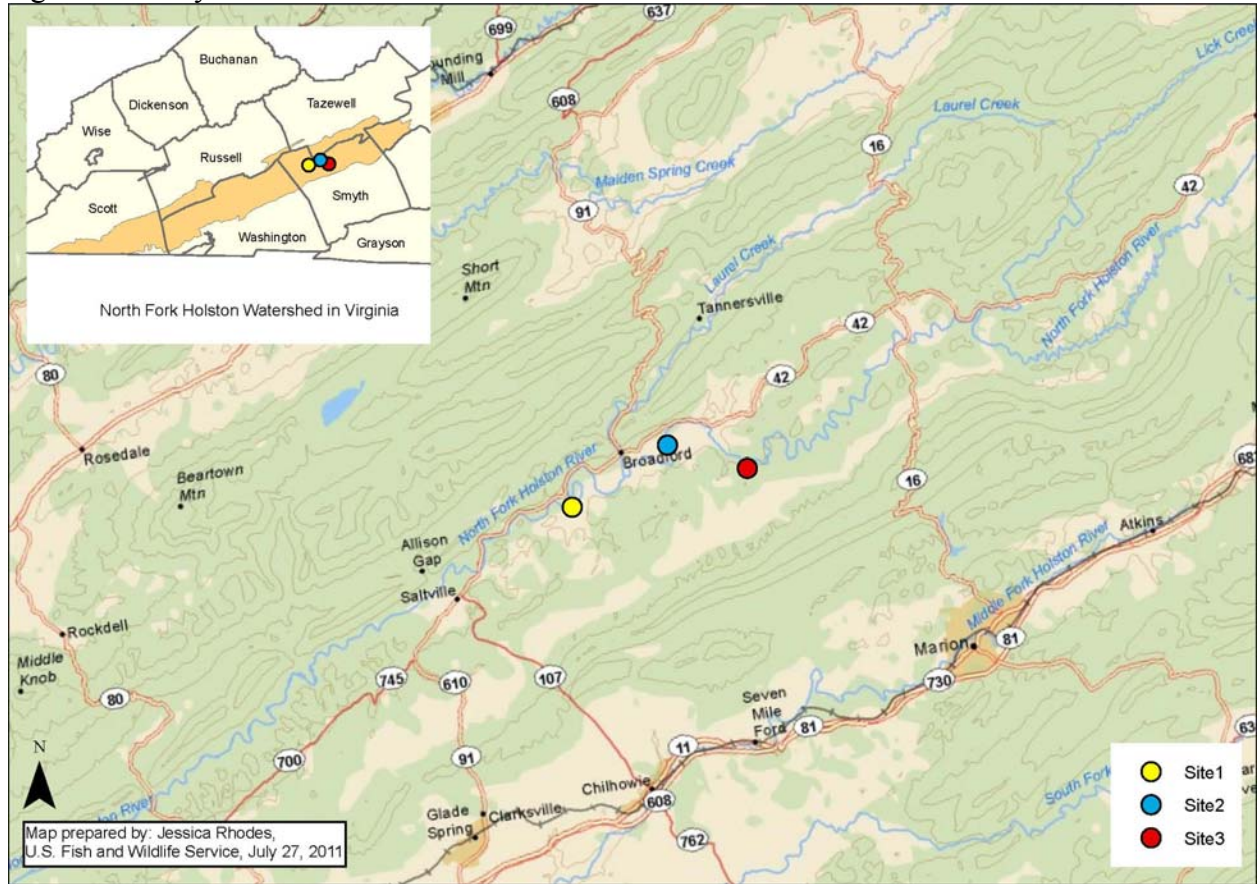 Buchanan
Dickenson
Tazewell
Wise
Russell
Smyth
Scott
Washington
Grayson
North Fork Holston Watershed in Virginia
699
637
ounding
Mill
608
Lick Creek
Laurel Creek
16
Maiden Spring Creek
42
91
Short
Mtn
Laurel Creek
Tannersville
North Fork Holston River
42
80
42
Rosedale
Broadford
Beartown
Mtn
North Fork Holston River
16
683
Atkins
Allison
Gap
Saltville
Middle Fork Holston River
Rockdell
Marion
81
Middle
Knob
745
610
107
730
80
Seven
Mile
Ford
81
700
11
91
Chilhowie
South Fork
Glade
Spring
Clarksville
608
762
River
N
Map prepared by: Jessica Rhodes,
U.S. Fish and Wildlife Service, July 27, 2011
Site1
Site2
Site3